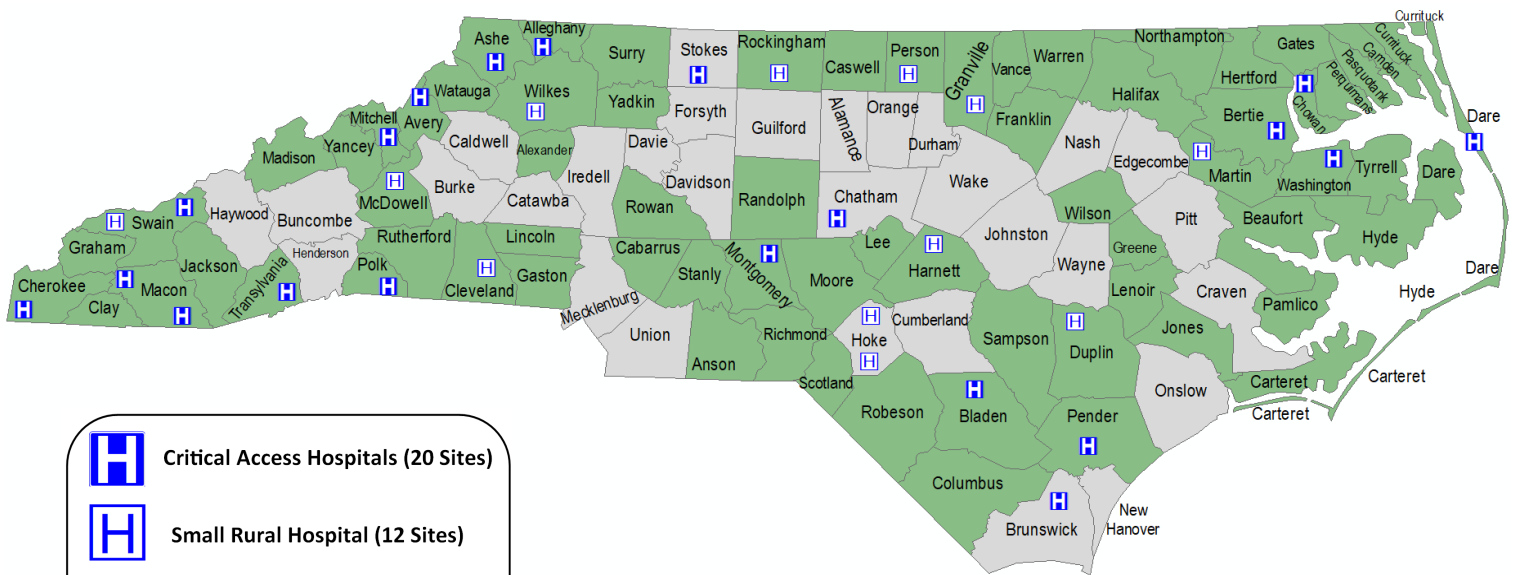 Currituck
Alleghany
Ashe
Surry
Stokes
Rockingham
Caswell
Person
Granville
Vance
Warren
Northampton
Gates
Currituck
Camden
Pasquotank
Perquimans
Chowan
Hertford
Halifax
Bertie
Dare
Watauga
Wilkes
Yadkin
Forsyth
Guilford
Alamance
Orange
Durham
Franklin
Nash
Edgecombe
Martin
Washington
Tyrrell
Dare
Mitchell
Avery
Yancey
Madison
Caldwell
Alexander
Iredell
Davie
Davidson
Randolph
Chatham
Wake
Wilson
Pitt
Beaufort
Hyde
McDowell
Burke
Catawba
Rowan
Haywood
Buncombe
Swain
Graham
Jackson
Henderson
Rutherford
Polk
Lincoln
Cleveland
Gaston
Cabarrus
Stanly
Montgomery
Moore
Lee
Harnett
Johnston
Wayne
Greene
Lenoir
Craven
Pamlico
Dare
Hyde
Cherokee
Clay
Macon
Transylvania
Mecklenburg
Union
Anson
Richmond
Hoke
Cumberland
Sampson
Duplin
Jones
Scotland
Robeson
Bladen
Pender
Onslow
Carteret
Carteret
Carteret
Columbus
Brunswick
New
Hanover
H Critical Access Hospitals (20 Sites)
H Small Rural Hospital (12 Sites)